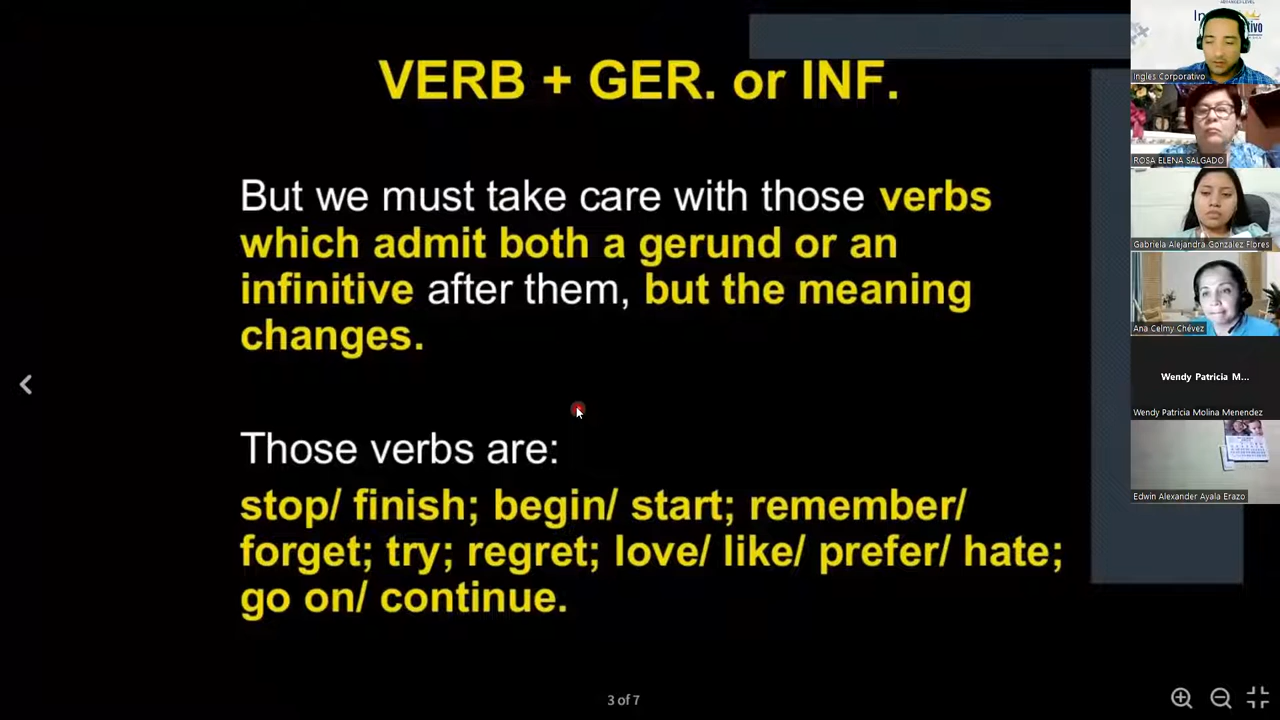 VERB + GER. or INF.
But we must take care with those verbs
which admit both a gerund or an
infinitive after them, but the meaning
changes.
Those verbs are:
stop/ finish; begin/ start; remember/
forget; try; regret; love/ like/ prefer/ hate;
go on/ continue.
3 of 7
Ingles Corporativo
ROSA ELENA SALGADO
Gabriela Alejandra Gonzalez Flores
Ana Celmy Chévez
Wendy Patricia M...
Wendy Patricia Molina Menendez
Edwin Alexander Ayala Erazo